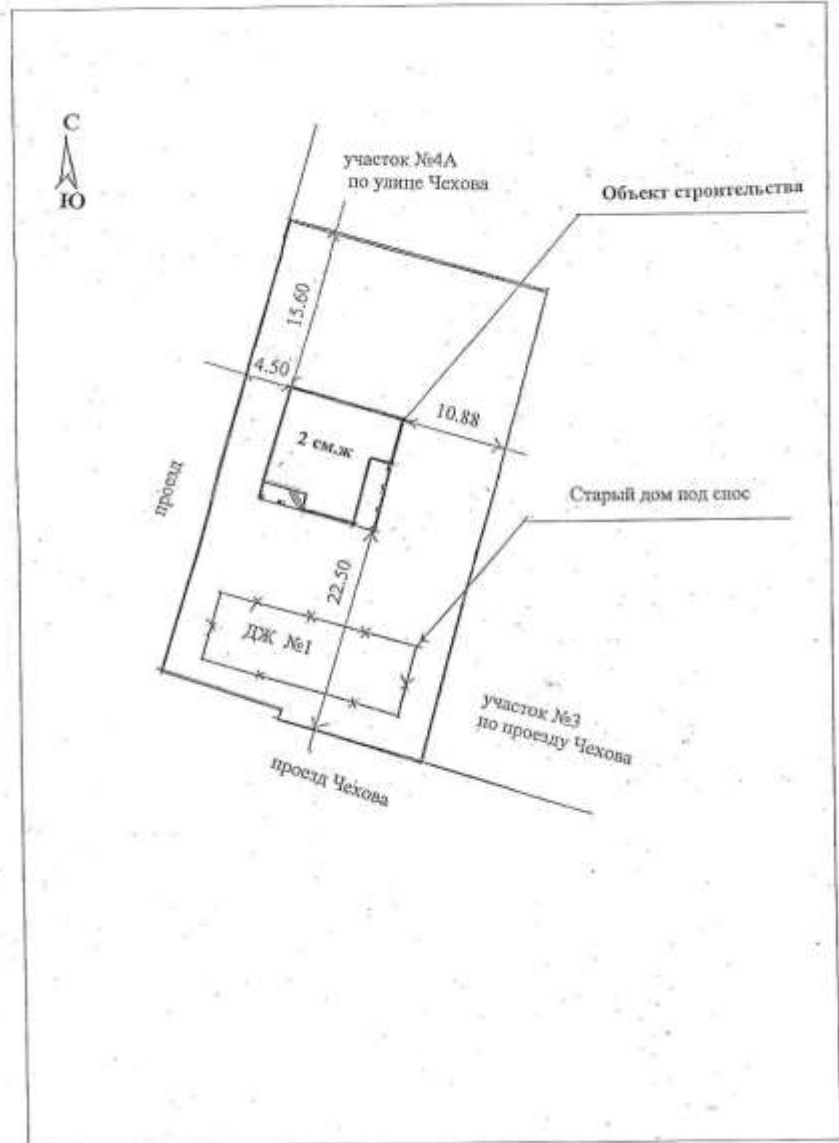 С
Ю
участок №4А
по улице Чехова
Объект строительства
15.60
4.50
10.88
2 см.ж
проезд
Старый дом под снос
22.50
ДЖ №1
участок №3
по проезду Чехова
проезд Чехова